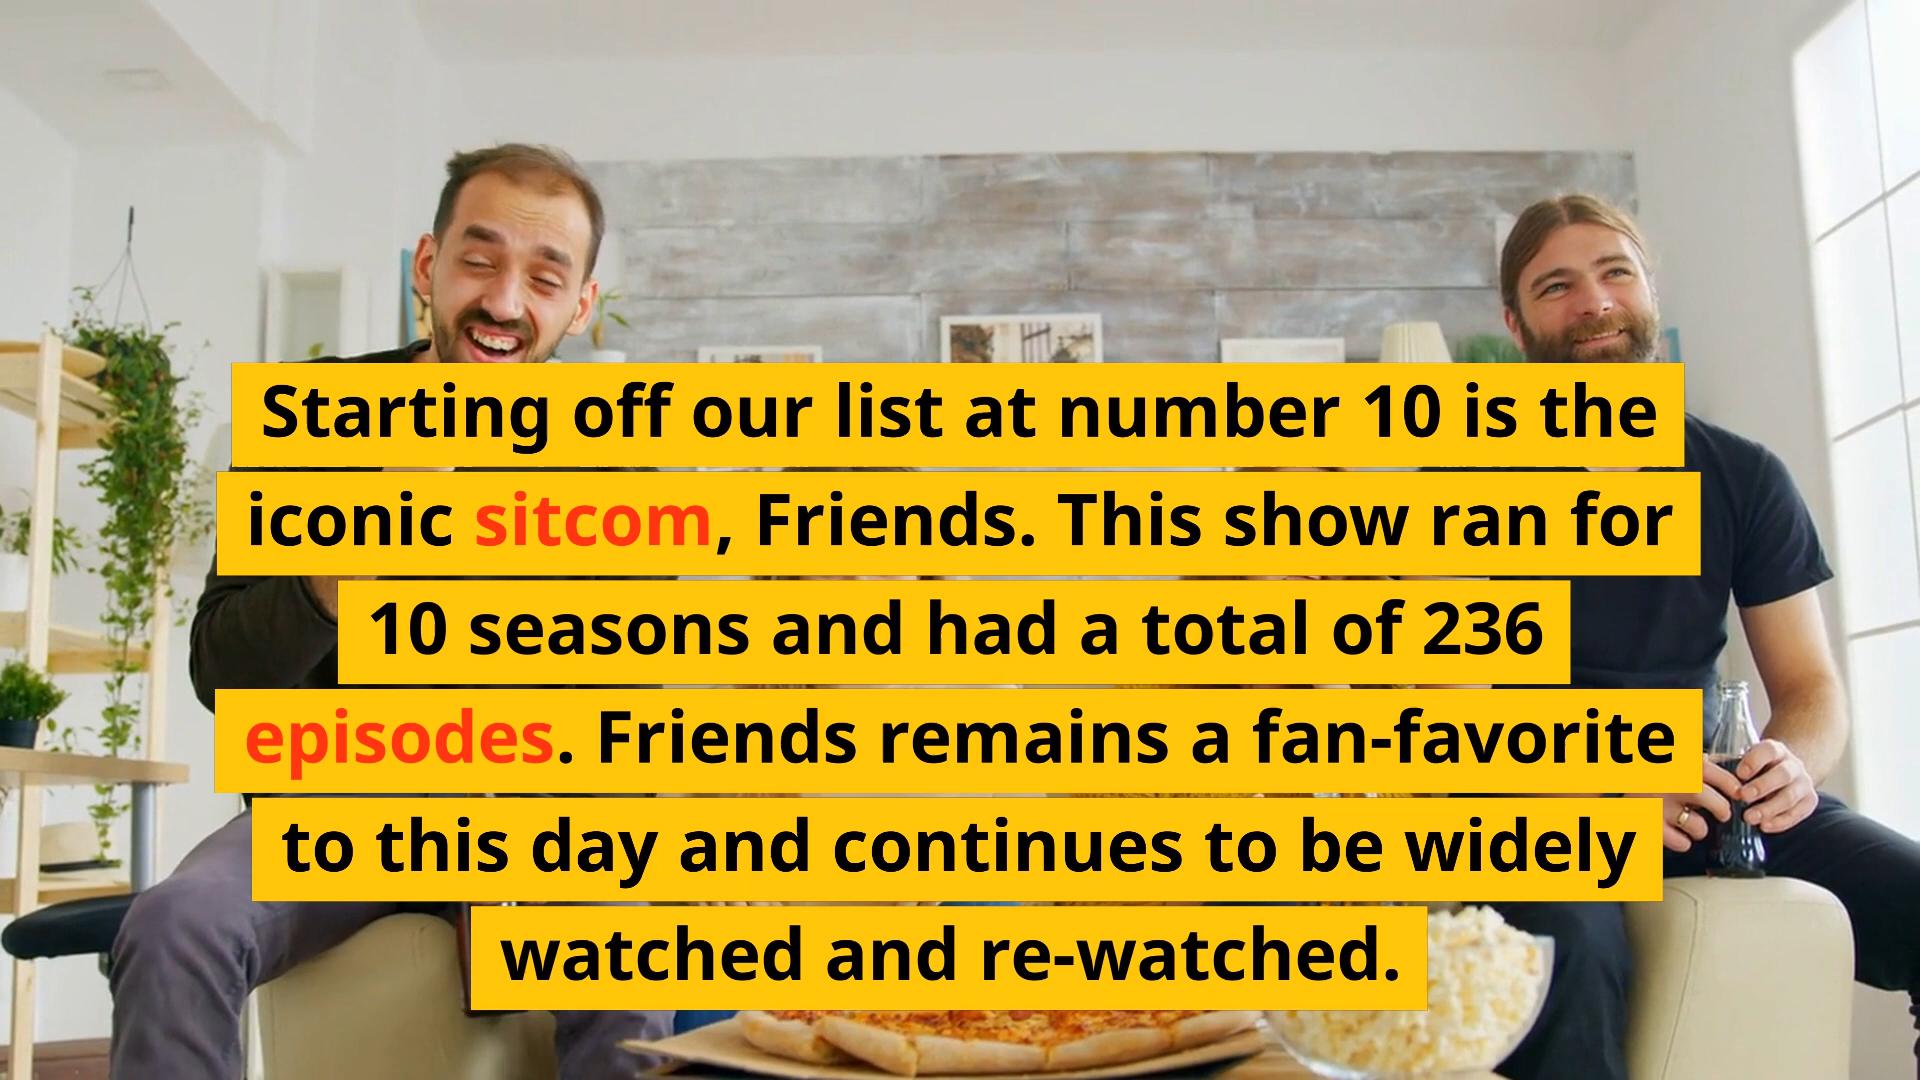 Starting off our list at number 10 is the
iconic sitcom, Friends. This show ran for
10 seasons and had a total of 236
episodes. Friends remains a fan-favorite
to this day and continues to be widely
watched and re-watched.